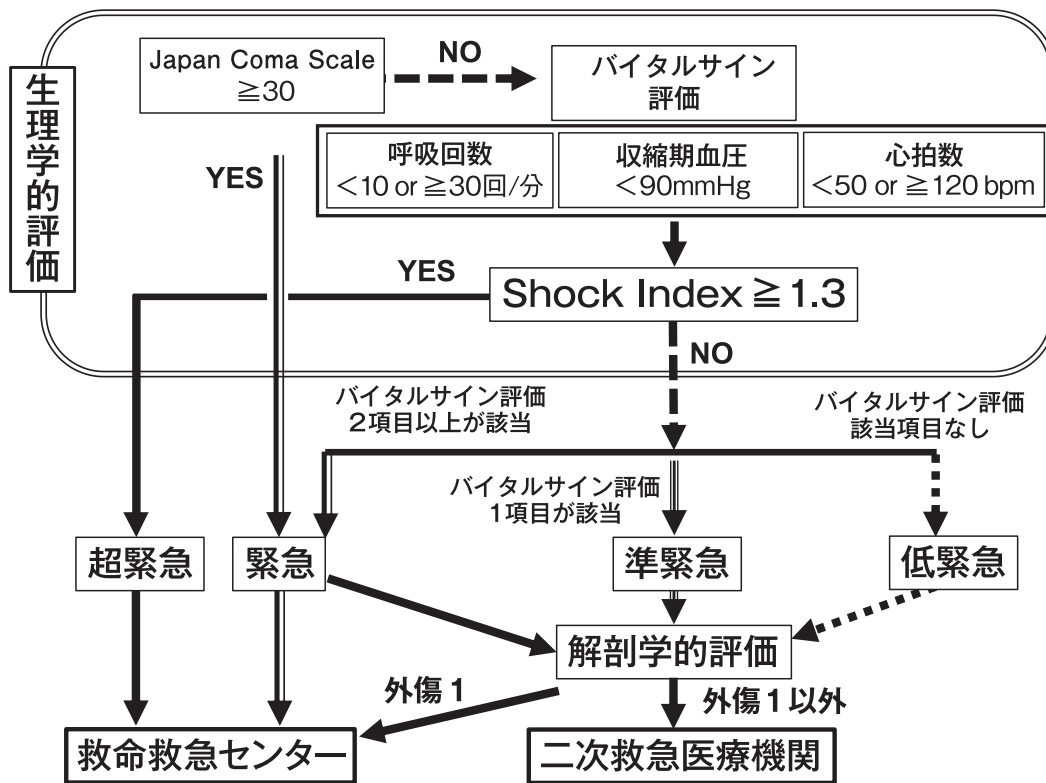 生理学的評価
Japan Coma Scale
≧30
NO
バイタルサイン
評価
YES
呼吸回数
<10 or ≧30回/分
収縮期血圧
<90mmHg
心拍数
<50 or ≧120 bpm
YES
Shock Index ≧ 1.3
NO
バイタルサイン評価
2項目以上が該当
バイタルサイン評価
該当項目なし
バイタルサイン評価
1項目が該当
超緊急
緊急
準緊急
低緊急
解剖学的評価
外傷 1
外傷 1 以外
救命救急センター
二次救急医療機関